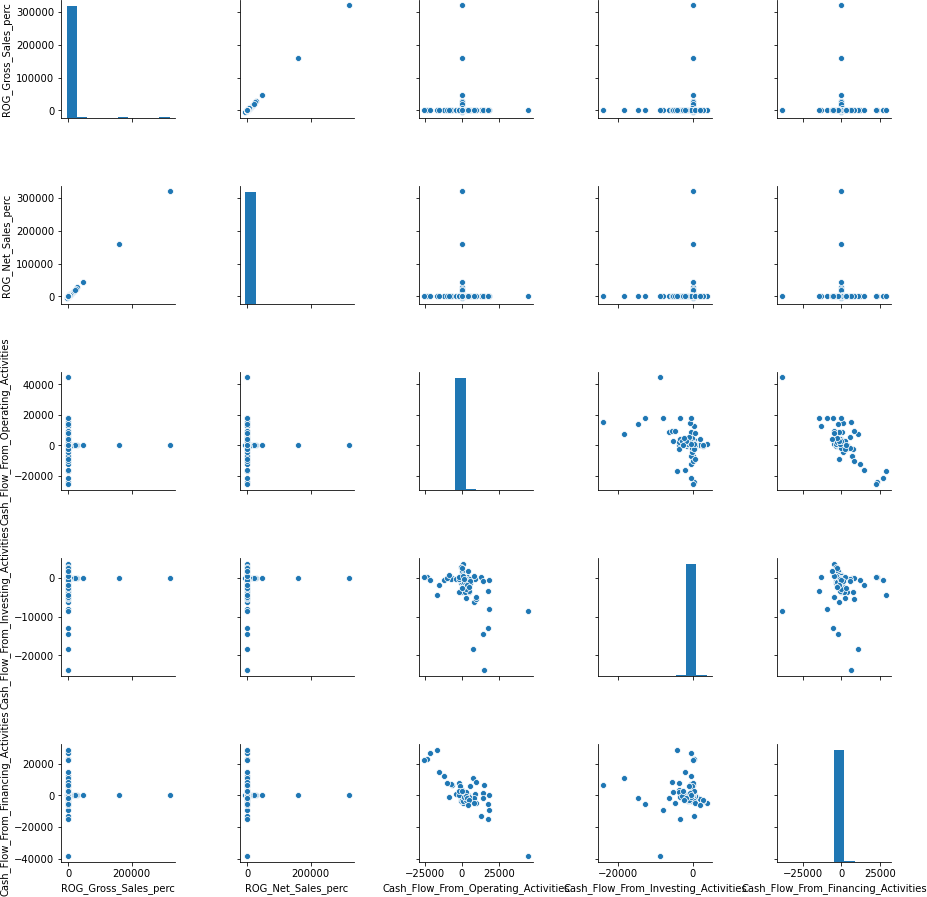 ROG_Gross_Sales_perc
300000
200000
100000
0
ROG_Net_Sales_perc
300000
200000
100000
0
Cash_Flow_From_Operating_Activities
40000
20000
0
−20000
Cash_Flow_From_Investing_Activities
0
−10000
−20000
Cash_Flow_From_Financing_Activities
20000
0
−20000
−40000
0 200000
ROG_Gross_Sales_perc
0 200000
ROG_Net_Sales_perc
−25000 0 25000
Cash_Flow_From_Operating_Activities
−20000 0
Cash_Flow_From_Investing_Activities
−25000 0 25000
Cash_Flow_From_Financing_Activities